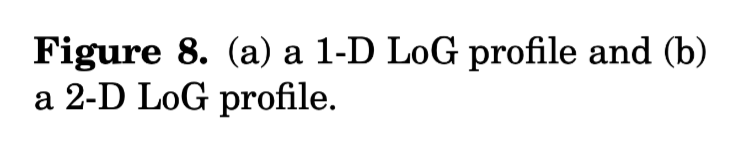 Figure 8. (a) a 1-D LoG profile and (b)
a 2-D LoG profile.